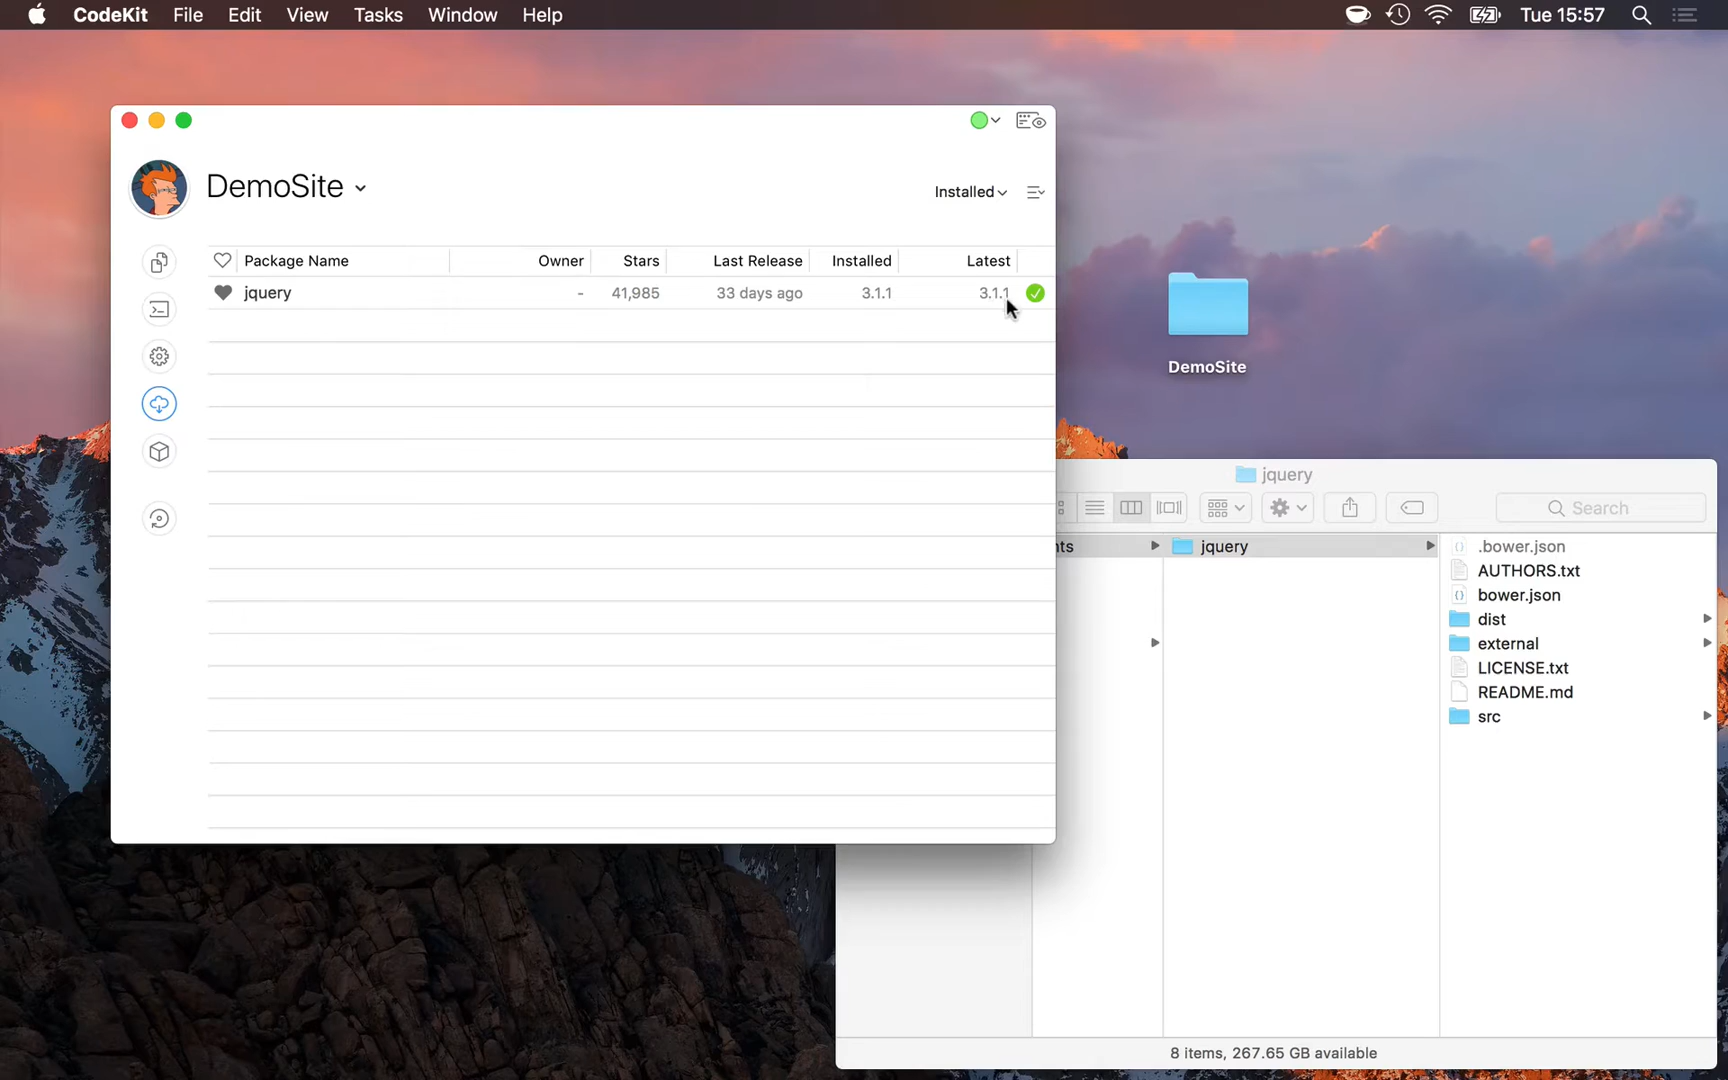 CodeKit File Edit View Tasks Window Help Tue 15:57
DemoSite
Installed
Package Name Owner Stars Last Release Installed Latest
jquery - 41,985 33 days ago 3.1.1 3.1.1
DemoSite
jquery
Search
nts jquery .bower.json
AUTHORS.txt
bower.json
dist
external
LICENSE.txt
README.md
src
8 items, 267.65 GB available